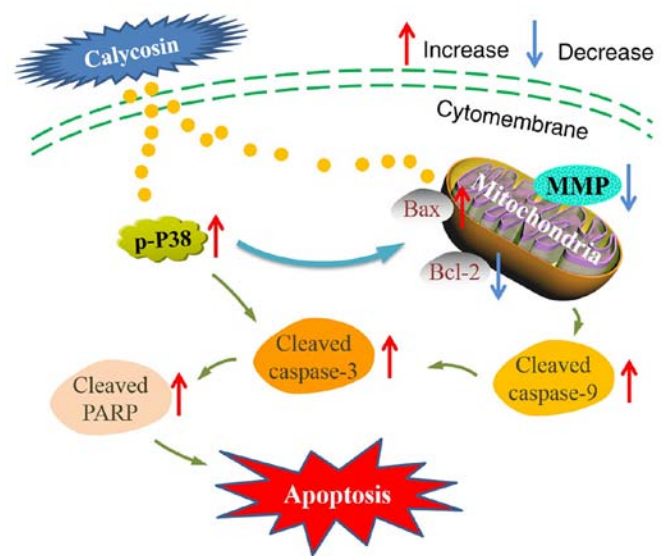 Calycosin
Increase
Decrease
Cytomembrane
Mitochondria
MMP
Bax
p-P38
Bcl-2
Cleaved
caspase-3
Cleaved
caspase-9
Cleaved
PARP
Apoptosis